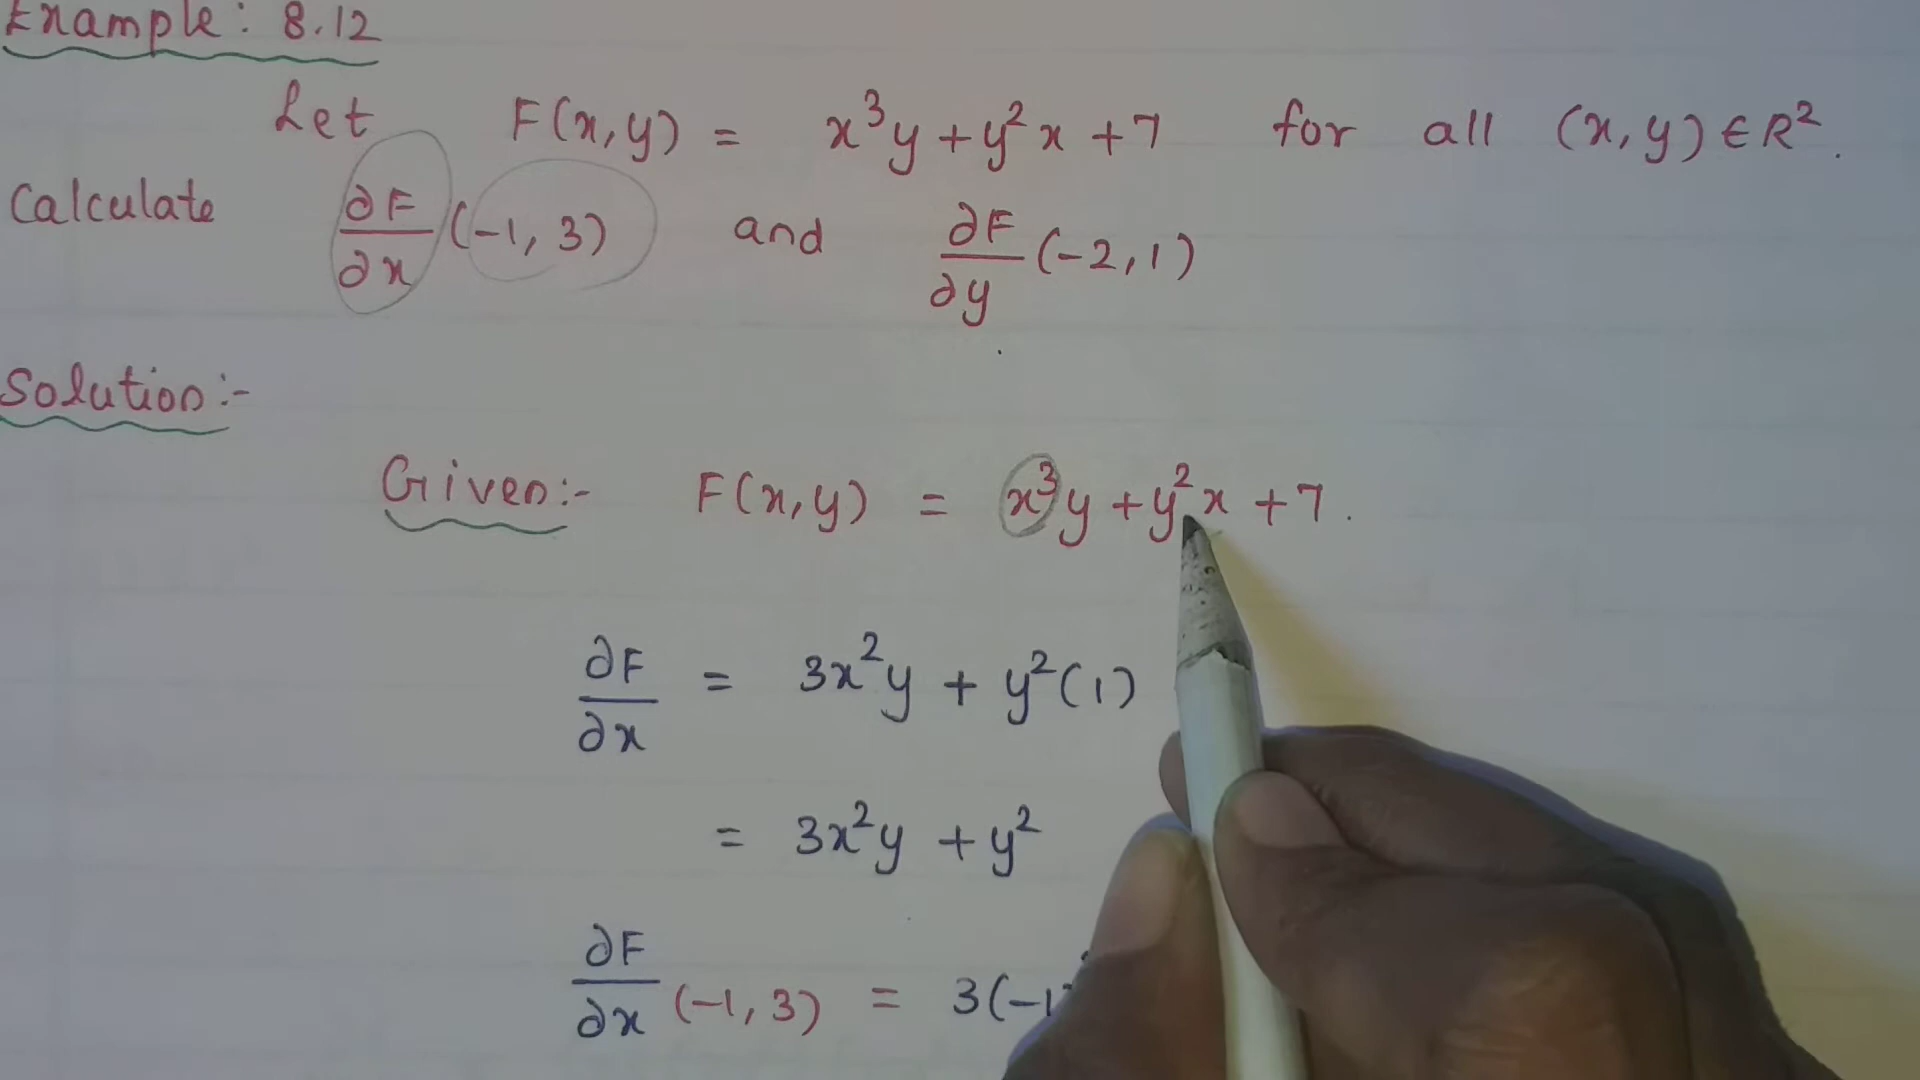 Example: 8.12
Let F(x,y) = x³y + y²x + 7 for all (x,y) ∈ R².
Calculate ∂F/∂x (-1, 3) and ∂F/∂y (-2, 1)
Solution:-
Given:- F(x,y) = x³y + y²x + 7.
∂F/∂x = 3x²y + y²(1)
= 3x²y + y²
∂F/∂x (-1, 3) = 3(-1